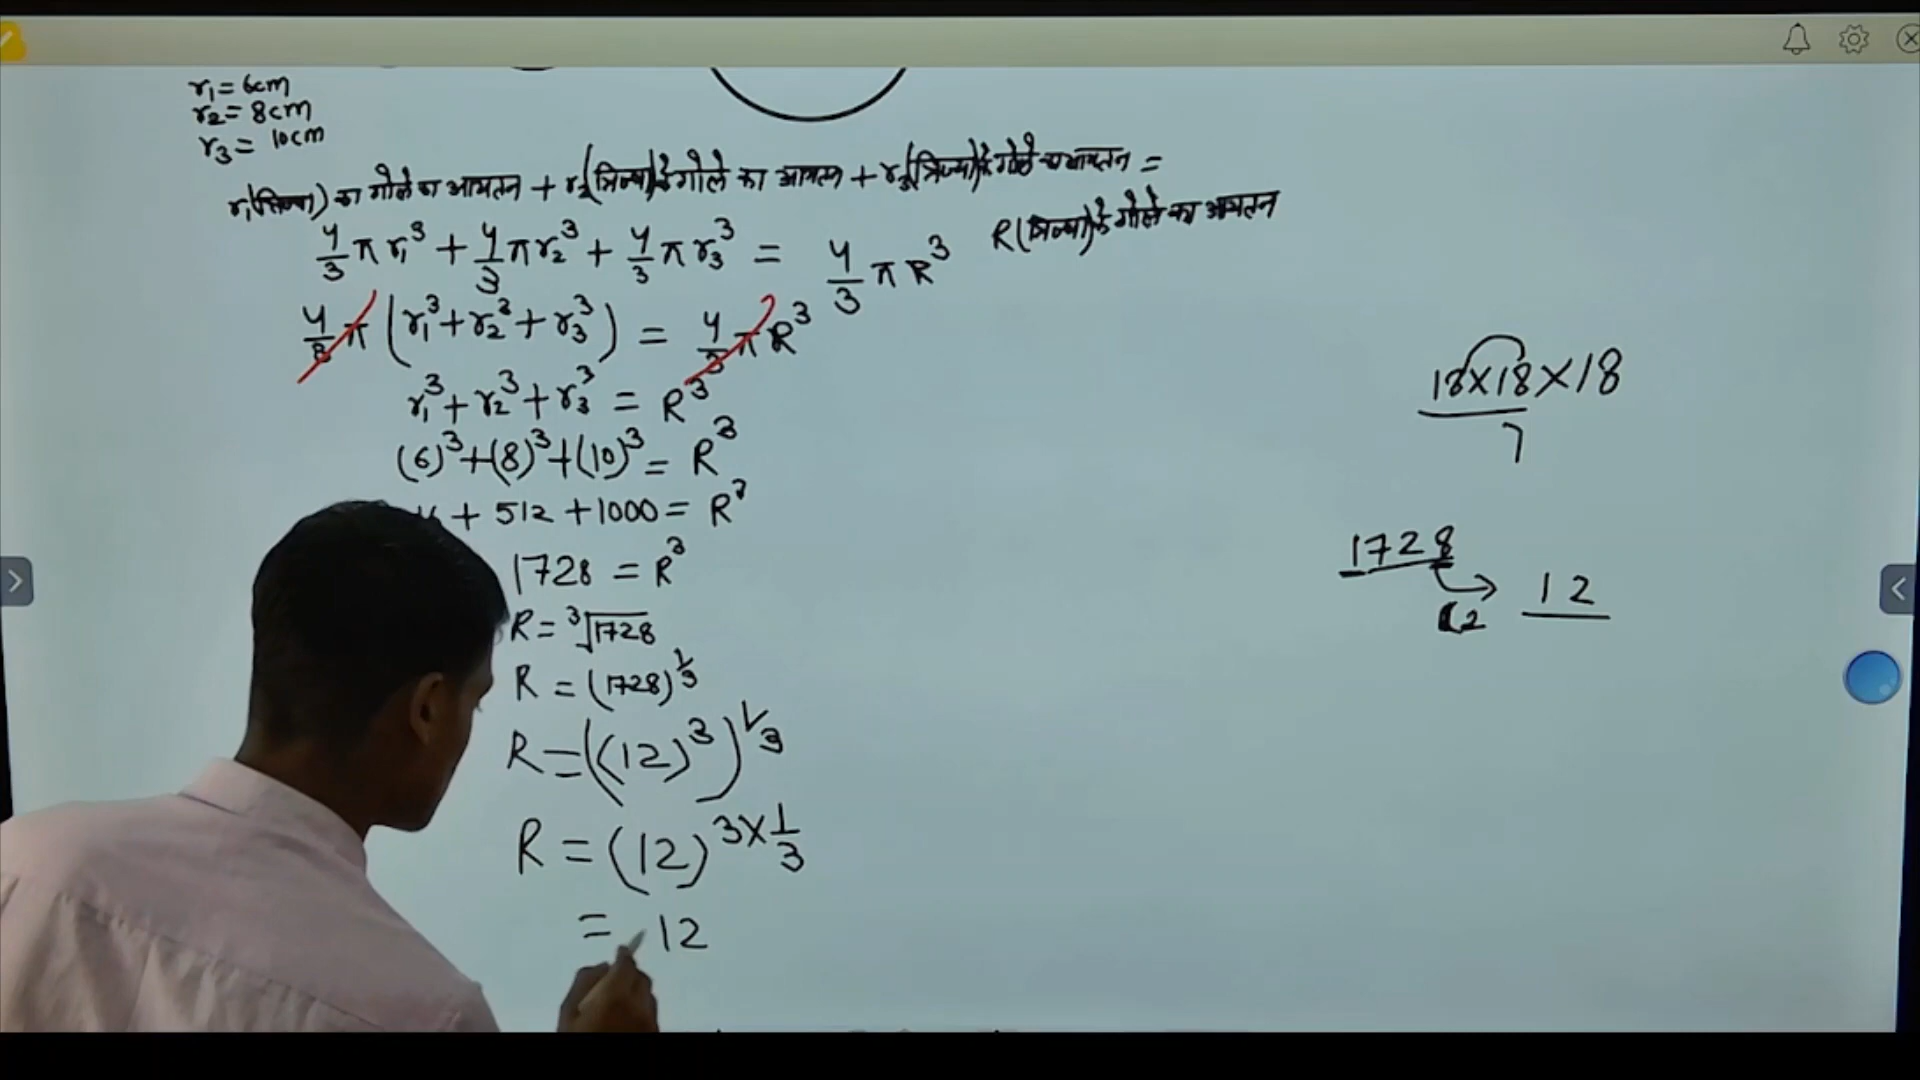 r₁ = 6cm
r₂ = 8cm
r₃ = 10cm
r₁(त्रिज्या) का गोले का आयतन + r₂(त्रिज्या) के गोले का आयतन + r₃(त्रिज्या) के गोले का आयतन =
R(त्रिज्या) के गोले का आयतन
4/3 π r₁³ + 4/3 π r₂³ + 4/3 π r₃³ = 4/3 π R³
4/3 π (r₁³ + r₂³ + r₃³) = 4/3 π R³
r₁³ + r₂³ + r₃³ = R³
(6)³ + (8)³ + (10)³ = R³
+ 512 + 1000 = R³
1728 = R³
R = ³√1728
R = (1728)^1/3
R = ((12)³)^1/3
R = (12)^3×1/3
= 12
18×18×18
7
1728
2
12